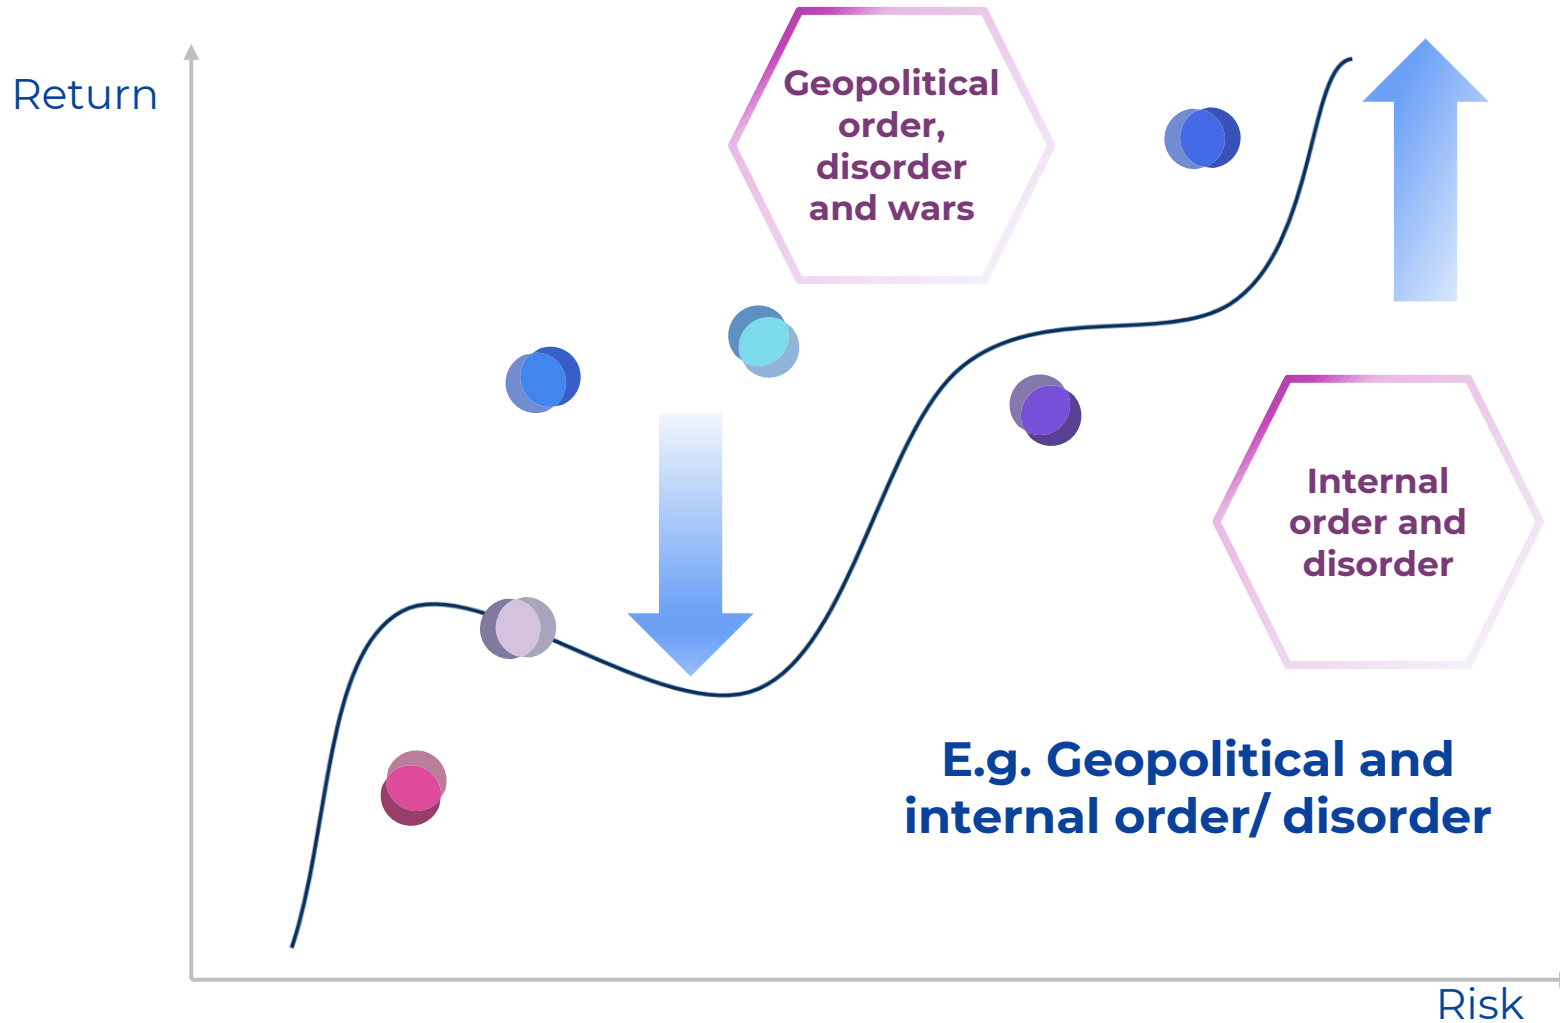 Return
Geopolitical
order,
disorder
and wars
Internal
order and
disorder
E.g. Geopolitical and
internal order/ disorder
Risk